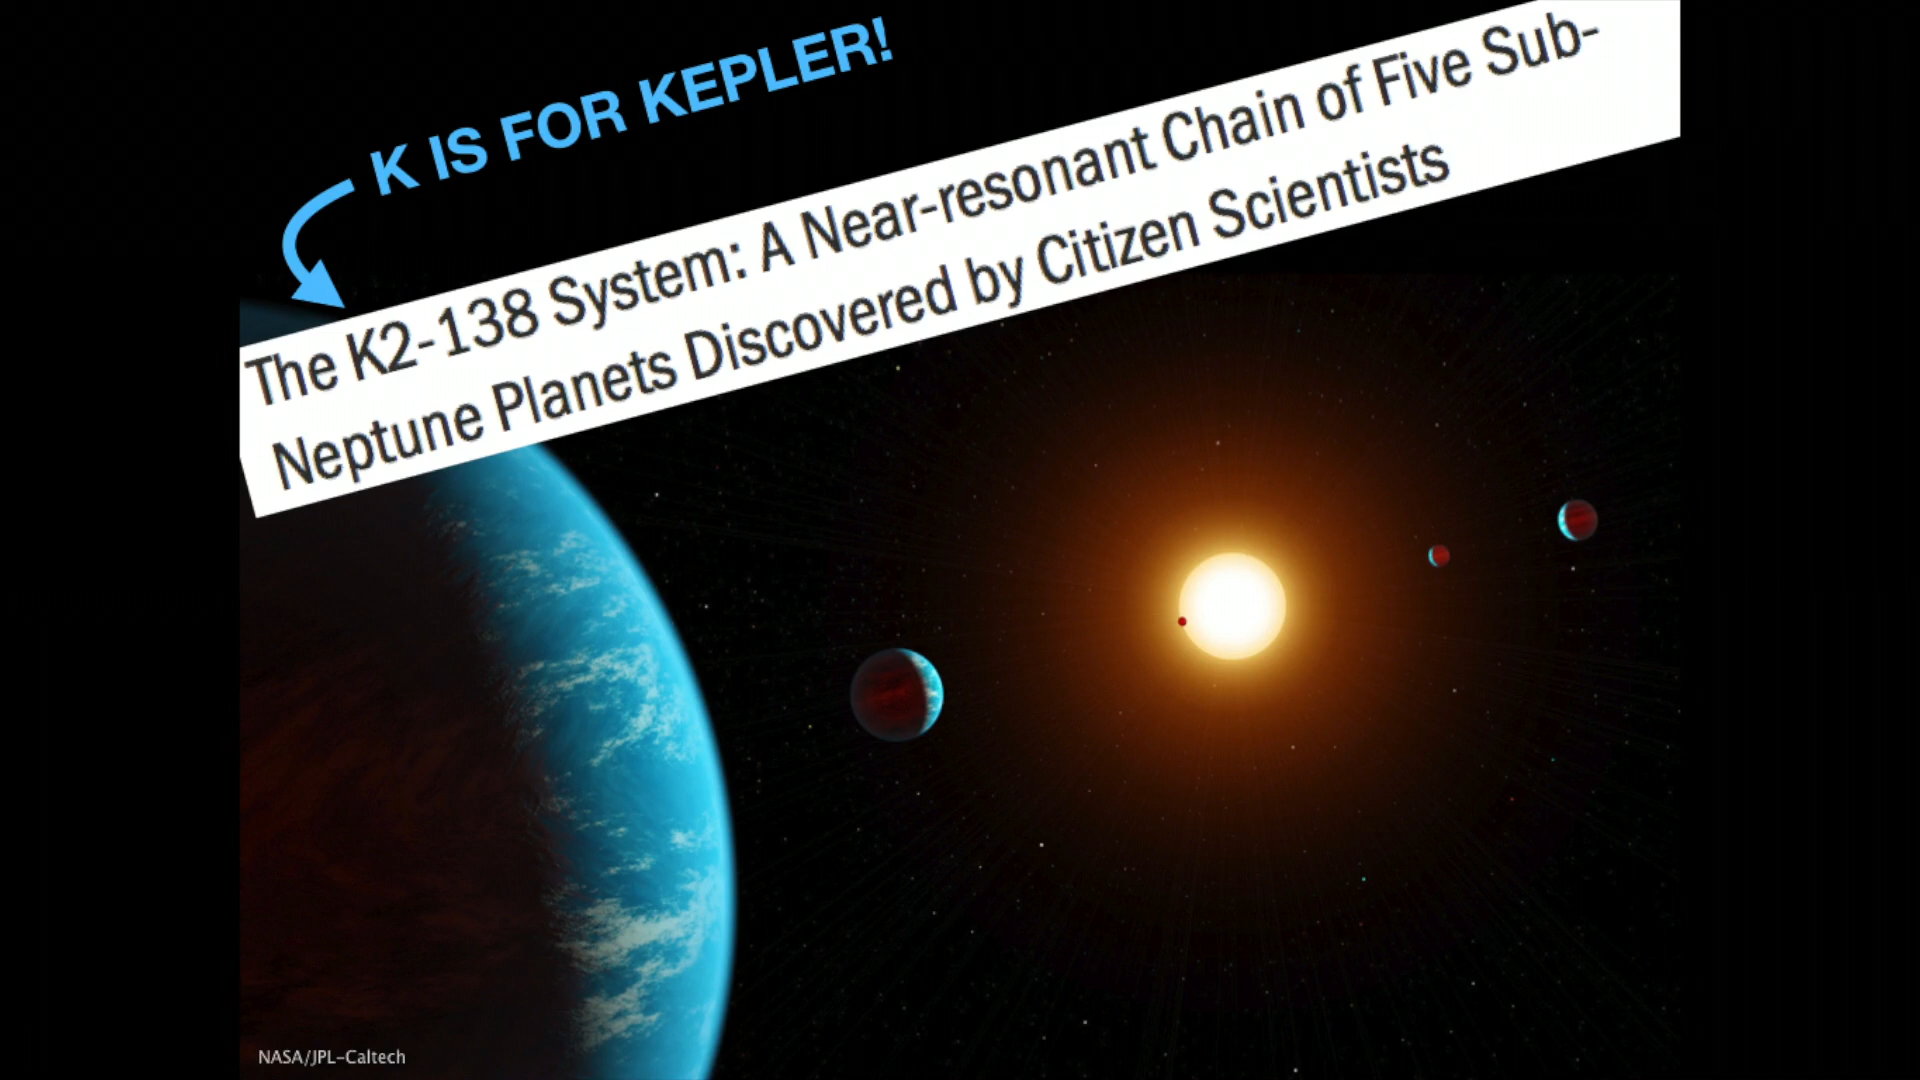 K IS FOR KEPLER!
The K2-138 System: A Near-resonant Chain of Five Sub-
Neptune Planets Discovered by Citizen Scientists
NASA/JPL-Caltech